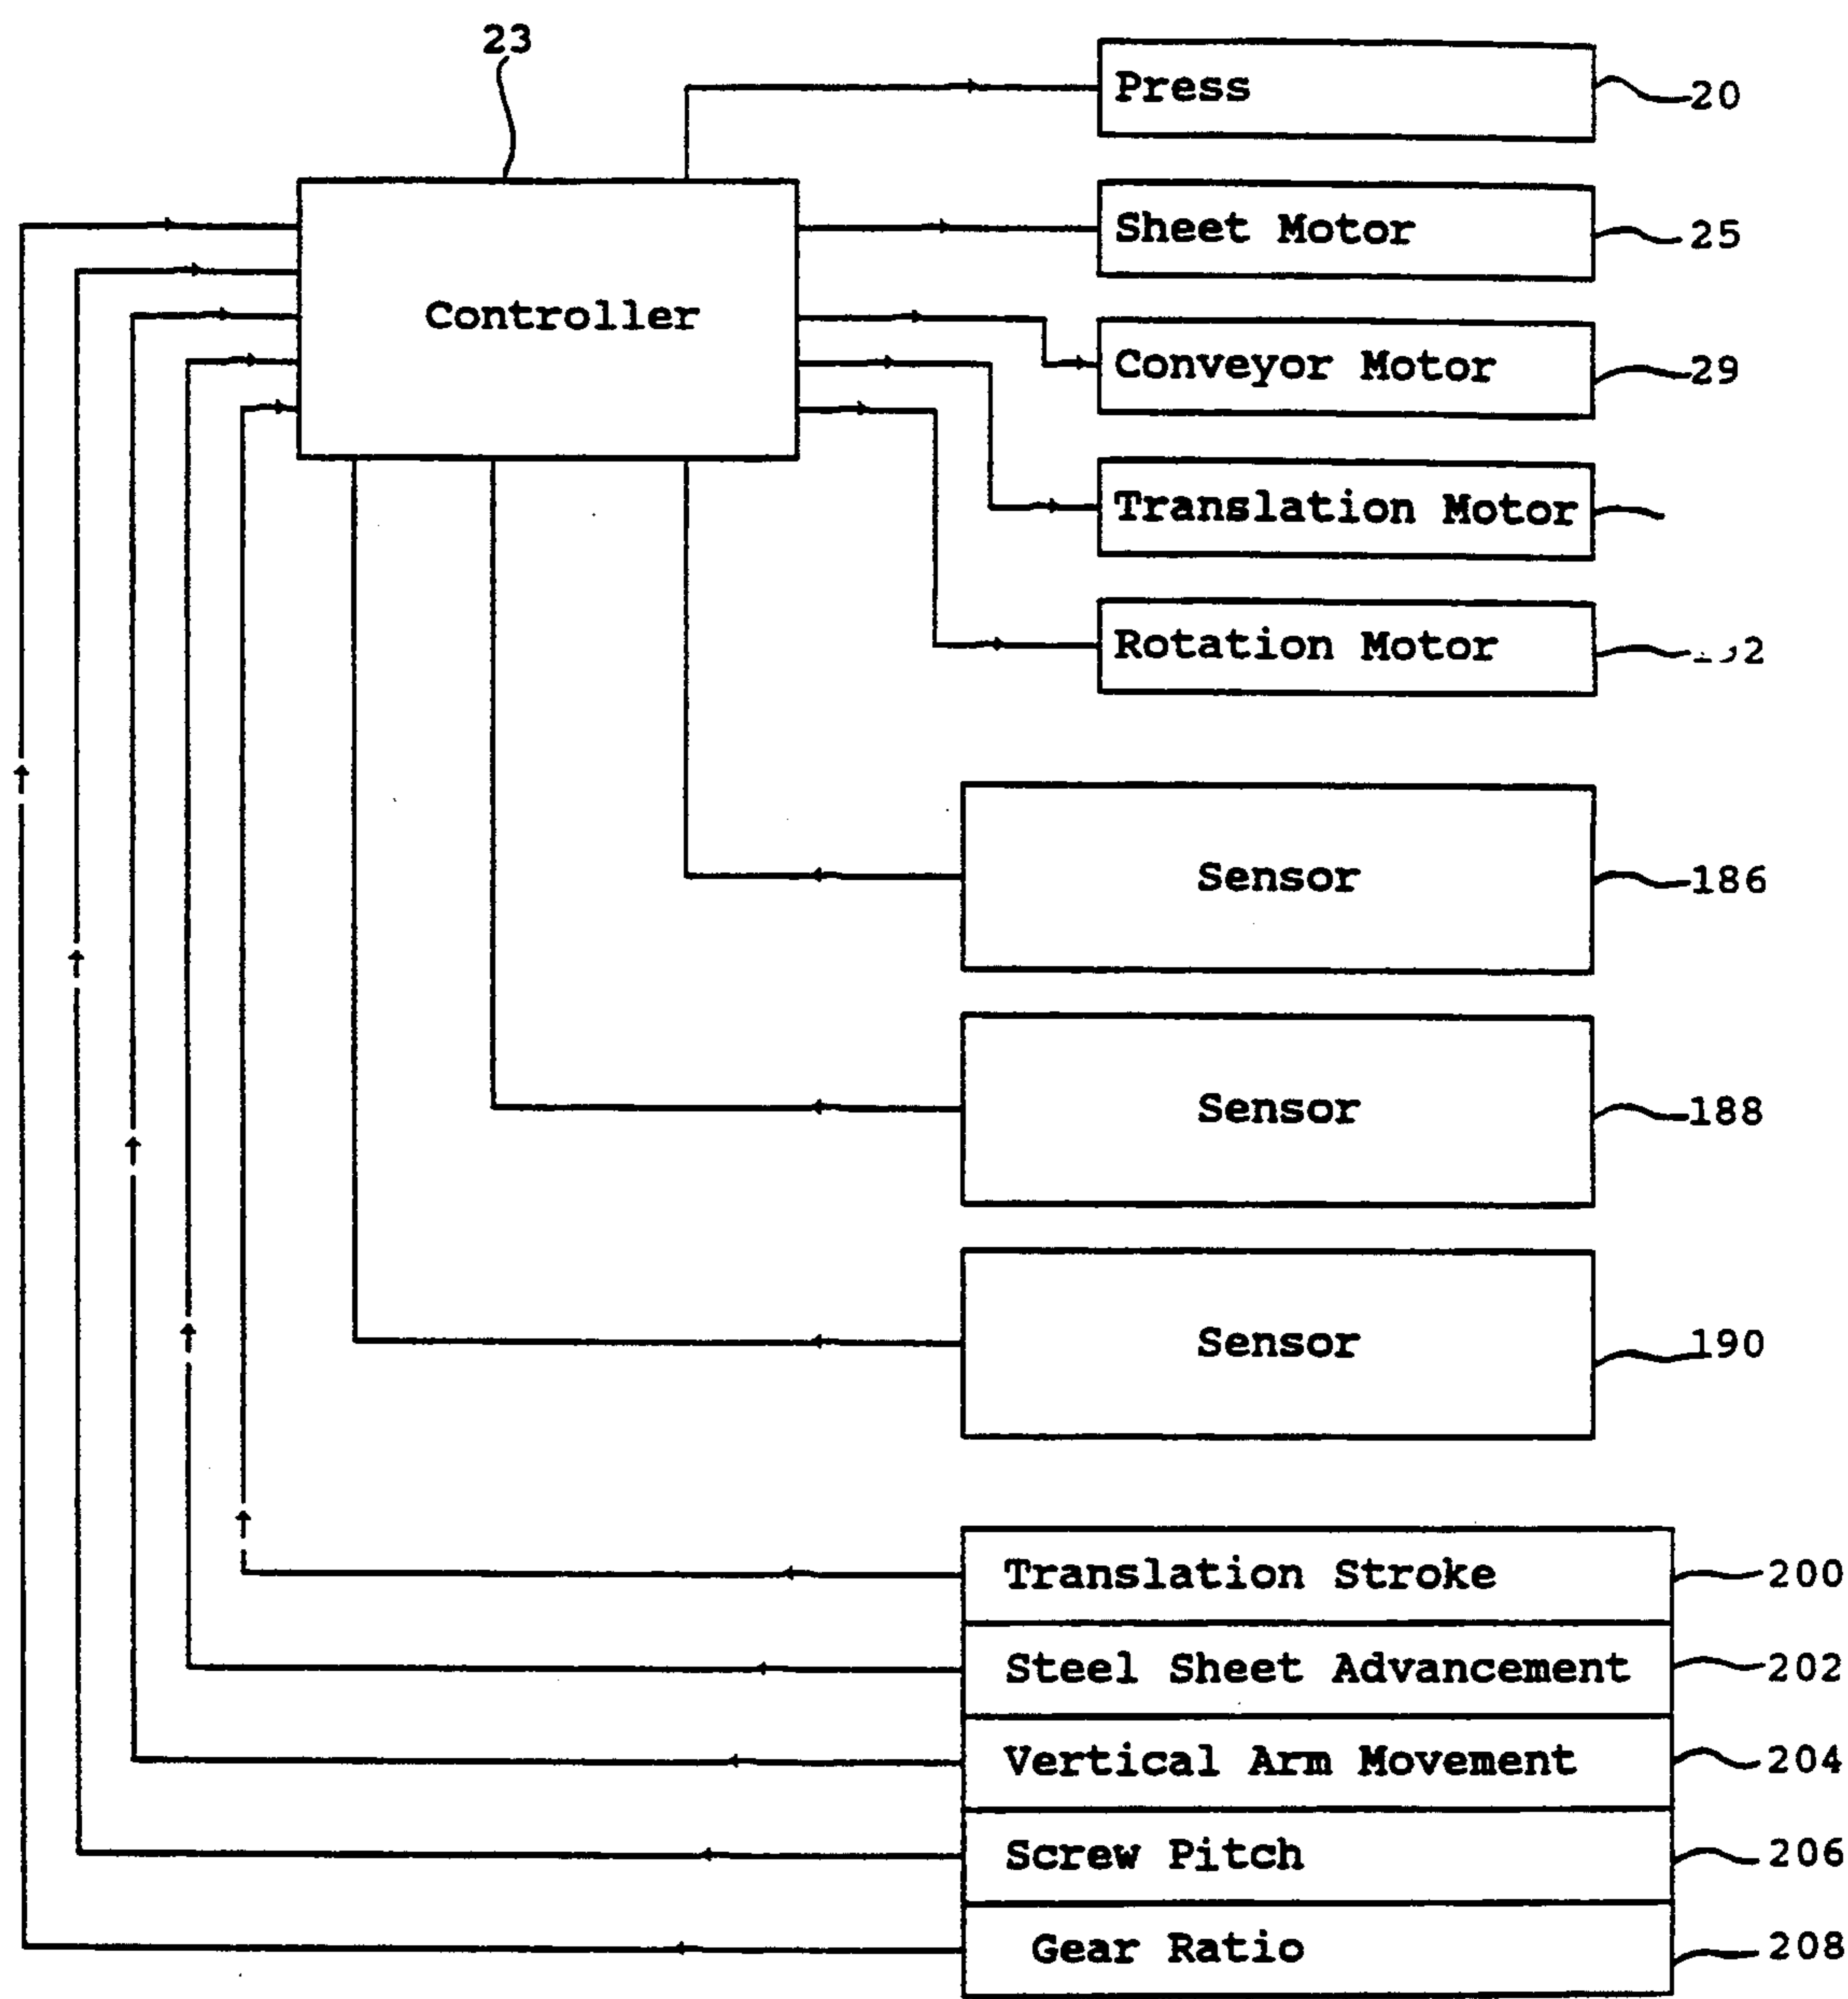 23
Press
20
Sheet Motor
25
Controller
Conveyor Motor
29
Translation Motor
Rotation Motor
Sensor
186
Sensor
188
Sensor
190
Translation Stroke
200
Steel Sheet Advancement
202
Vertical Arm Movement
204
Screw Pitch
206
Gear Ratio
208